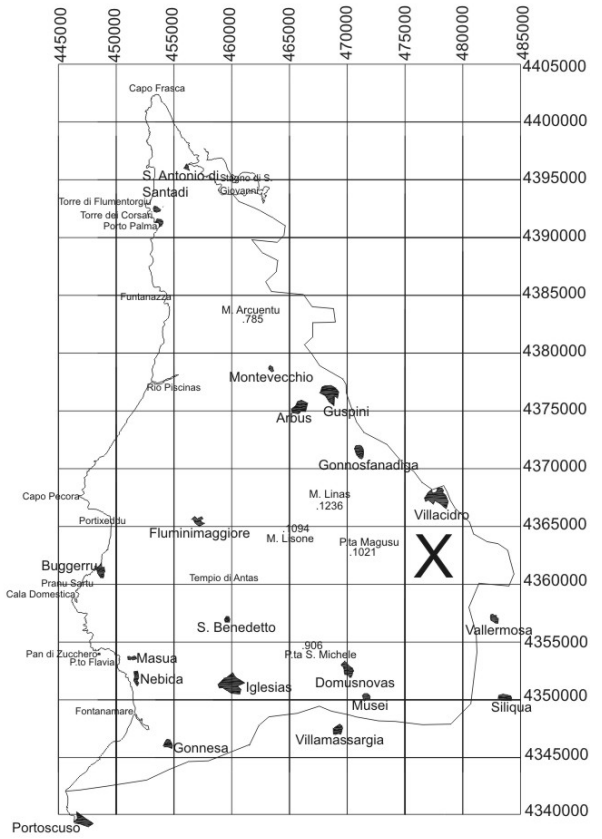 445000 450000 455000 460000 465000 470000 475000 480000 485000
4405000
Capo Frasca
4400000
S. Antonio di
Santadi
Stagno di S.
Giovanni
4395000
Torre di Flumentorgiu
Torre dei Corsari
Porto Palma
4390000
Funtanazza
4385000
M. Arcuentu
.785
4380000
Montevecchio
Rio Piscinas
4375000
Arbus
Guspini
Gonnosfanadiga
4370000
Capo Pecora
M. Linas
.1236
Villacidro
Portixeddu
4365000
Fluminimaggiore
.1094
M. Lisone
P.ta Magusu
.1021
X
Buggerru
4360000
Pranu Sartu
Tempio di Antas
Cala Domestica
S. Benedetto
Vallermosa
4355000
Pan di Zucchero
P.to Flavia
Masua
.906
P.ta S. Michele
Nebida
Iglesias
Domusnovas
4350000
Musei
Siliqua
Fontanamare
Gonnesa
Villamassargia
4345000
4340000
Portoscuso